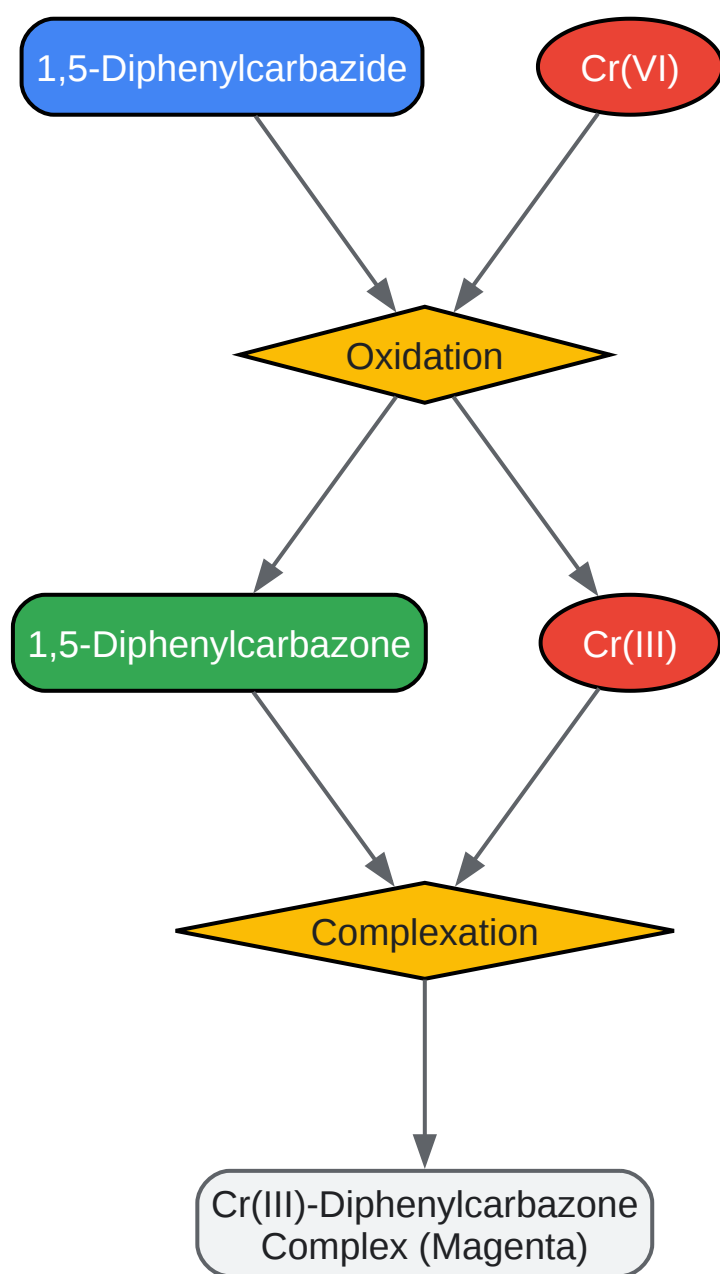 1,5-Diphenylcarbazide
Cr(VI)
Oxidation
1,5-Diphenylcarbazone
Cr(III)
Complexation
Cr(III)-Diphenylcarbazone
Complex (Magenta)